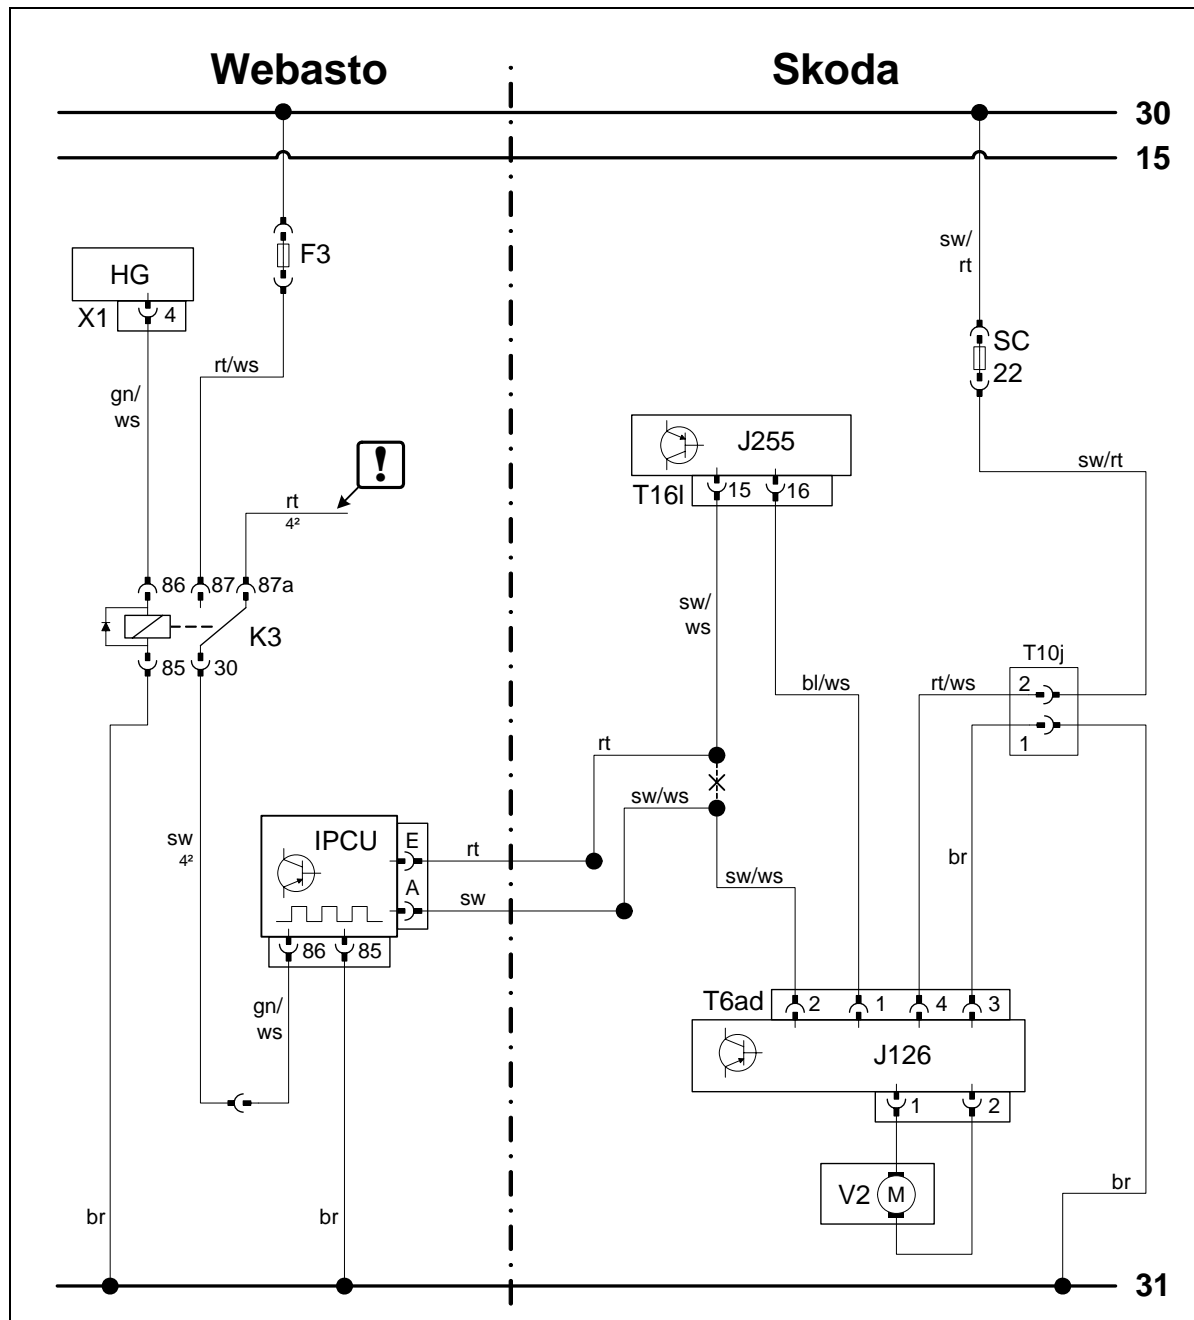 Webasto
Skoda
30
15
F3
HG
X1
4
rt/ws
gn/
ws
sw/
rt
SC
22
sw/rt
!
rt
4²
J255
T16l
15
16
86
87
87a
K3
85
30
sw/
ws
bl/ws
rt/ws
T10j
2
1
rt
sw/ws
sw
4²
IPCU
E
rt
A
sw
br
sw/ws
86
85
gn/
ws
T6ad
2
1
4
3
J126
1
2
V2
M
br
br
br
31